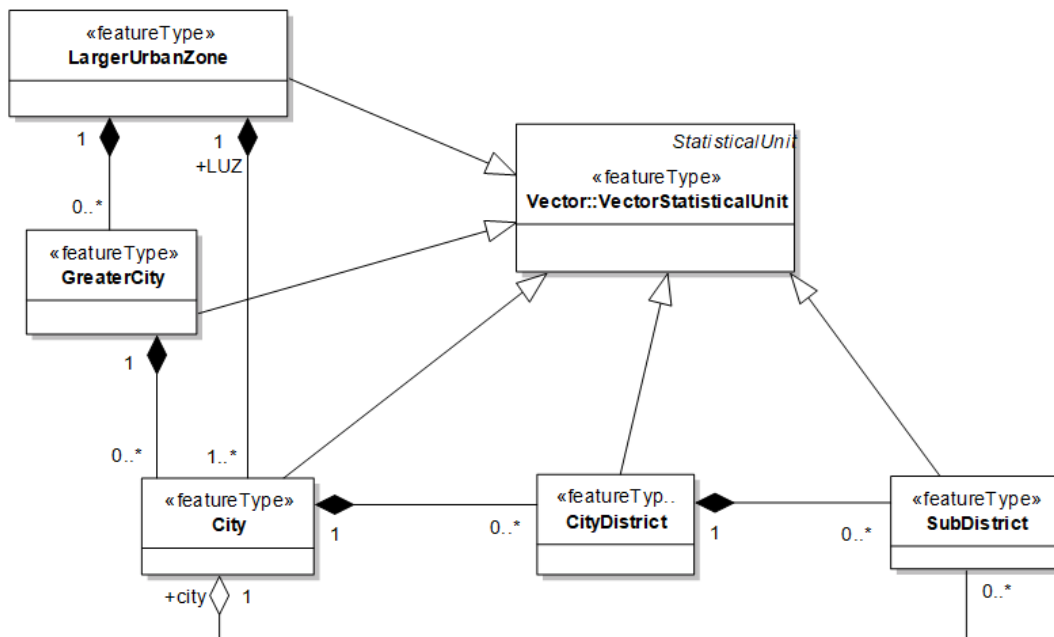 «featureType»
LargerUrbanZone
1
1
+LUZ
StatisticalUnit
«featureType»
Vector::VectorStatisticalUnit
0..*
«featureType»
GreaterCity
1
0..*
1..*
«featureType»
City
1
0..*
«featureTyp..
CityDistrict
1
0..*
«featureType»
SubDistrict
+city
1
0..*